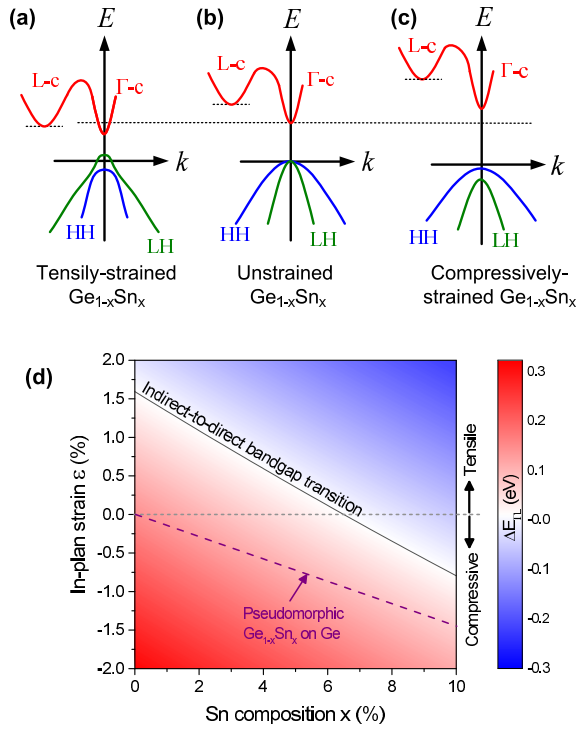 (a)
(b)
(c)
E
E
E
L-c
Γ-c
L-c
Γ-c
L-c
Γ-c
k
k
k
HH
LH
HH
LH
HH
LH
Tensily-strained
Ge₁₋ₓSnₓ
Unstrained
Ge₁₋ₓSnₓ
Compressively-
strained Ge₁₋ₓSnₓ
(d)
In-plan strain ε (%)
2.0
1.5
1.0
0.5
0.0
-0.5
-1.0
-1.5
-2.0
Indirect-to-direct bandgap transition
Pseudomorphic
Ge₁₋ₓSnₓ on Ge
0
2
4
6
8
10
Sn composition x (%)
Tensile
Compressive
ΔE_ΓL (eV)
0.3
0.2
0.1
-0.0
-0.1
-0.2
-0.3